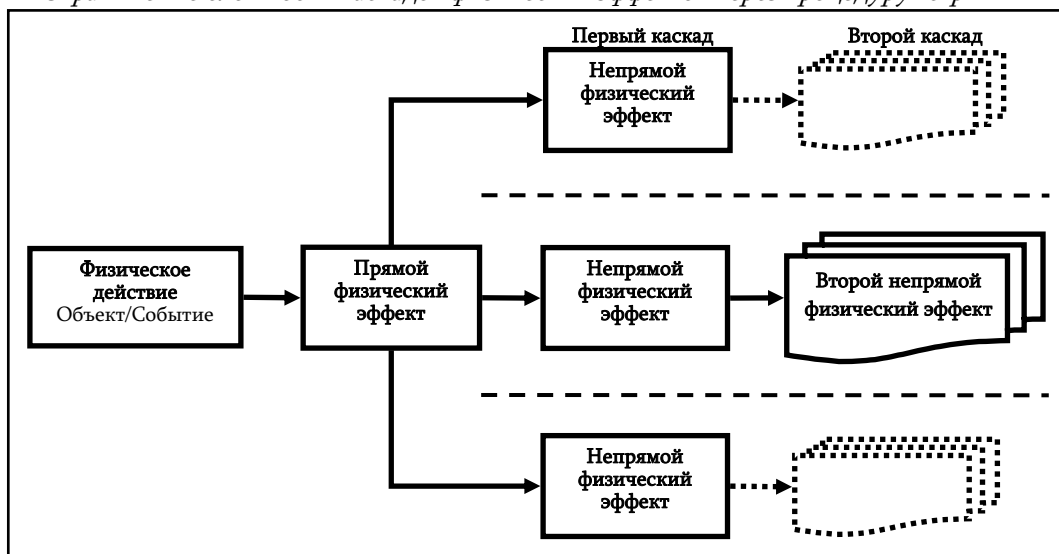 Первый каскад
Второй каскад
Непрямой
физический
эффект
Физическое
действие
Объект/Событие
Прямой
физический
эффект
Непрямой
физический
эффект
Второй непрямой
физический эффект
Непрямой
физический
эффект